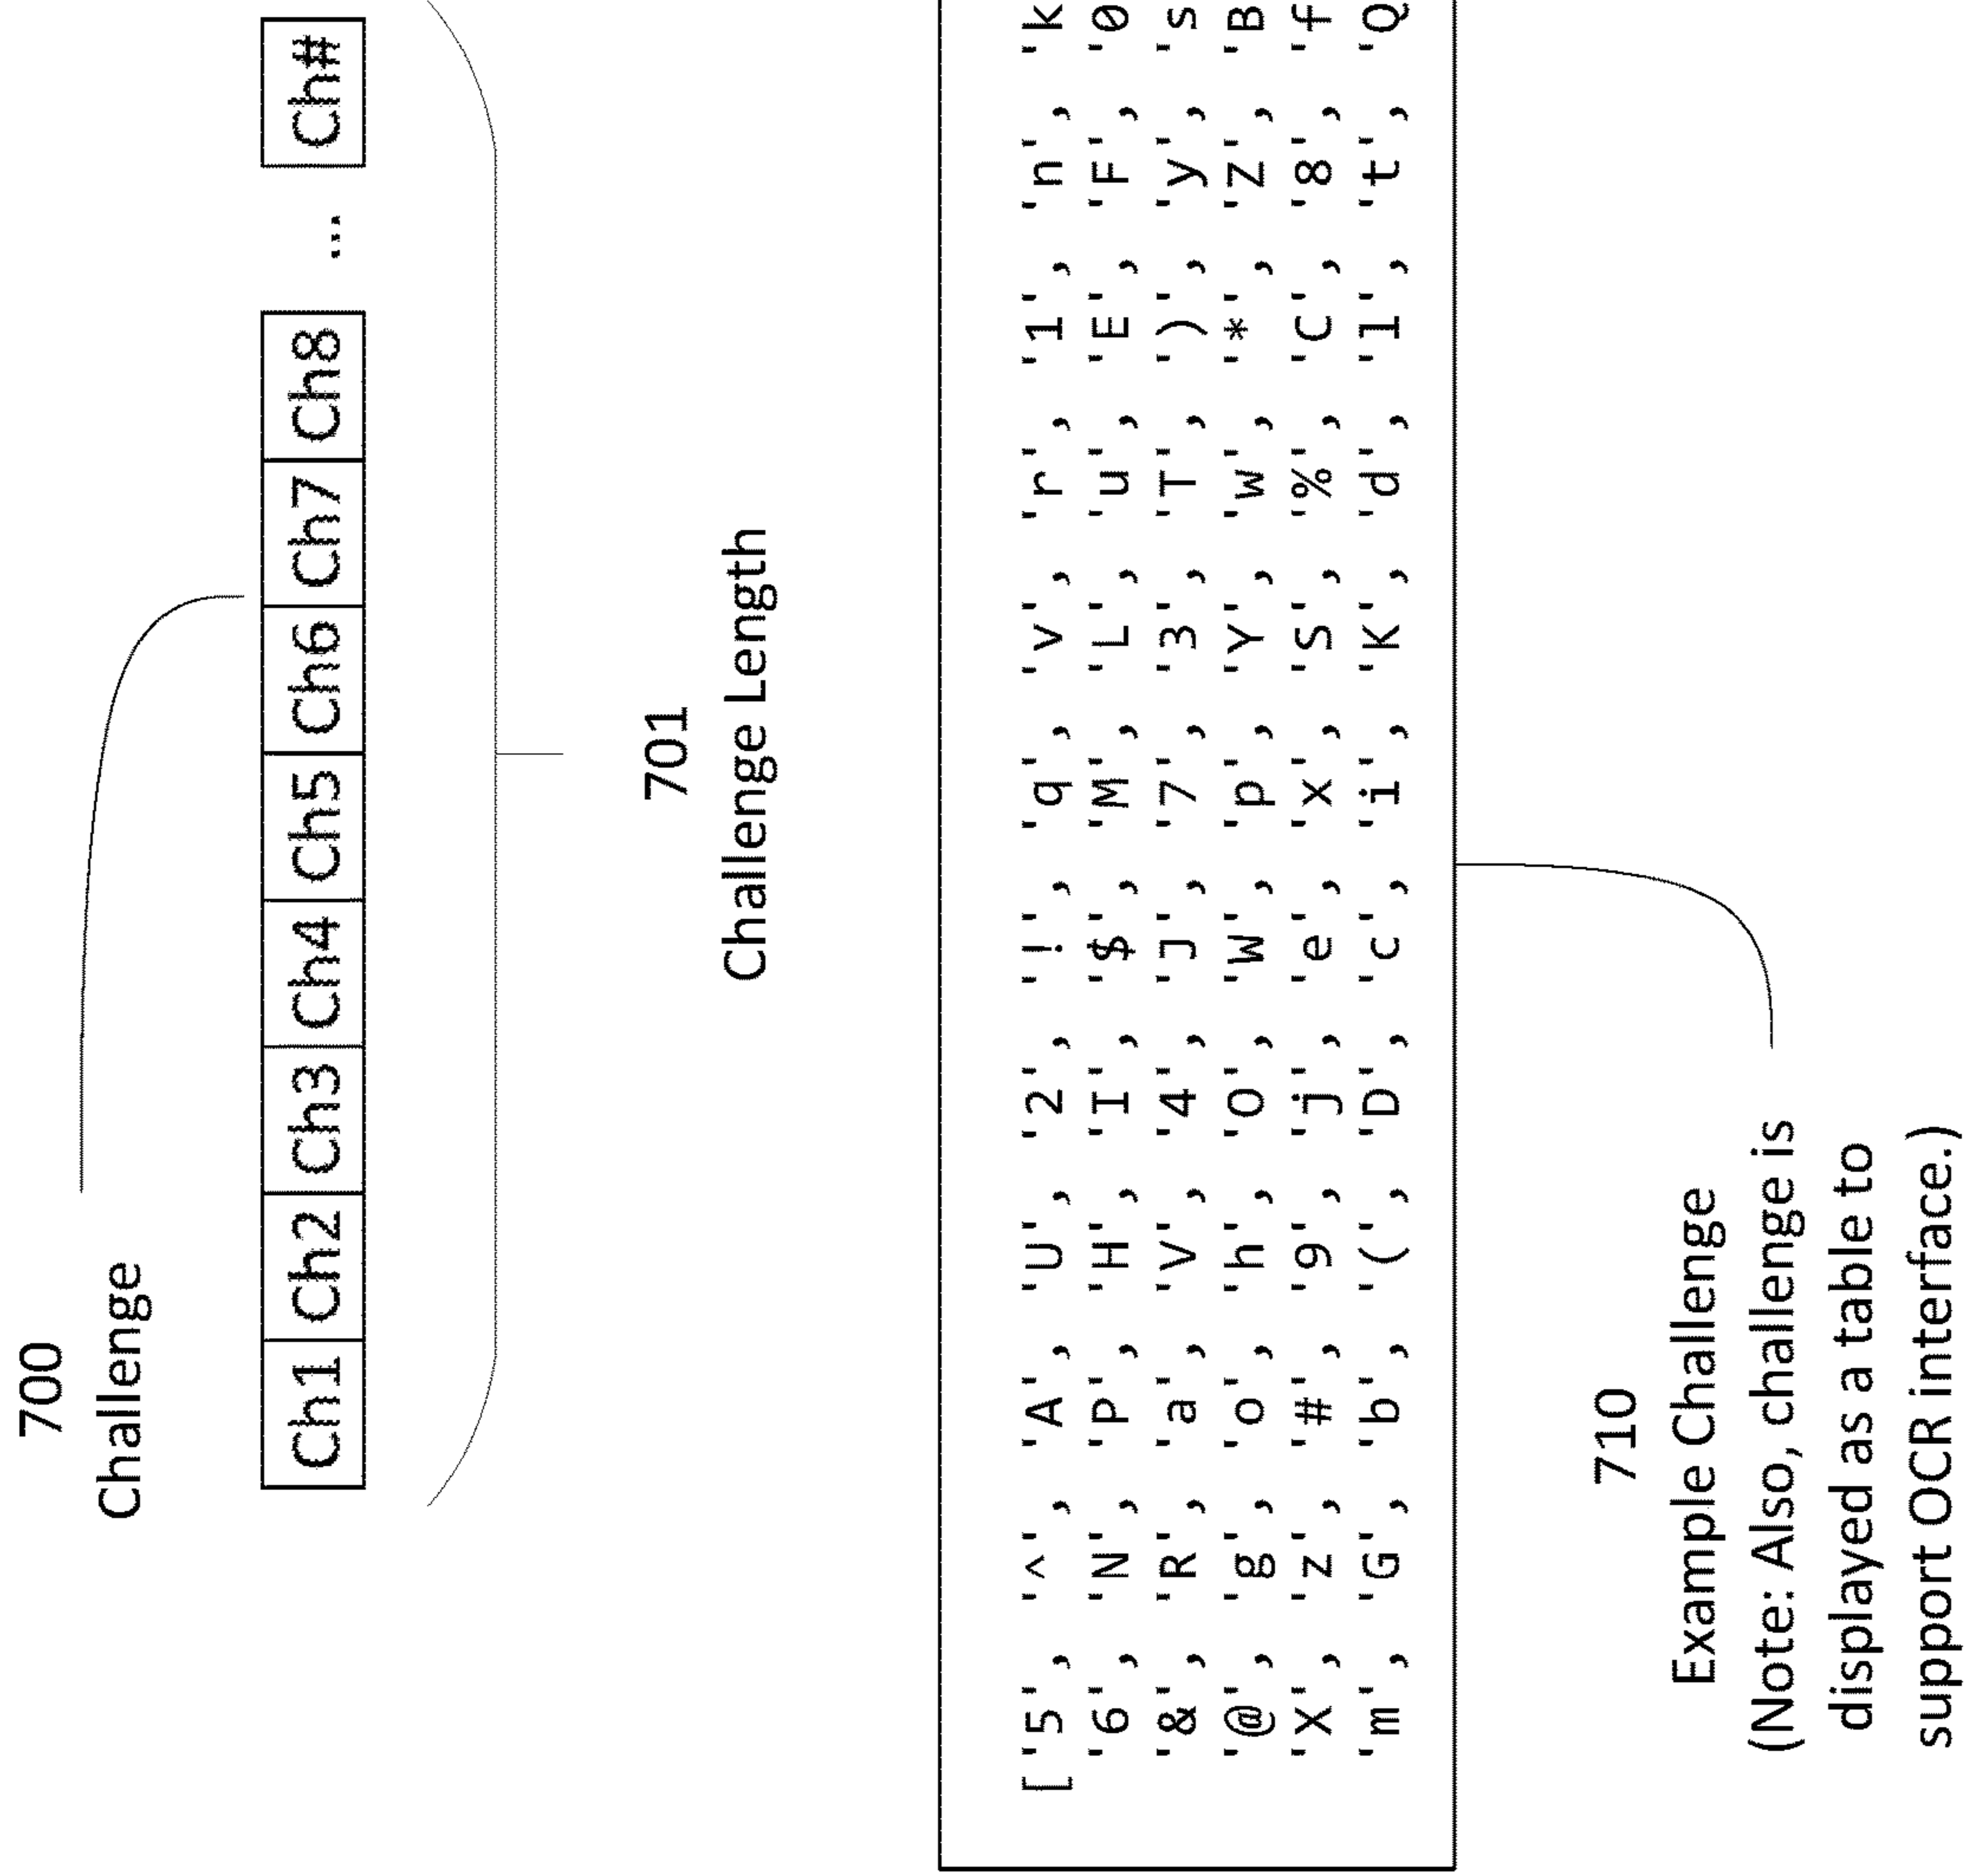 700
Challenge
Ch1 Ch2 Ch3 Ch4 Ch5 Ch6 Ch7 Ch8 ... Ch#
701
Challenge Length
['5', '^', 'A', 'U', '2', '!', 'q', 'v', 'r', '1', 'n', 'k
'6', 'N', 'P', 'H', 'I', '$', 'M', 'L', 'u', 'E', 'F', '0
'&', 'R', 'a', 'V', '4', 'J', '7', '3', 'T', ')', 'y', 's
'@', 'g', 'o', 'h', 'O', 'W', 'p', 'Y', 'w', '*', 'Z', 'B
'X', 'z', '#', '9', 'j', 'e', 'x', 'S', '%', 'C', '8', 'f
'm', 'G', 'b', '(', 'D', 'c', 'i', 'K', 'd', 'l', 't', 'Q
710
Example Challenge
(Note: Also, challenge is
displayed as a table to
support OCR interface.)